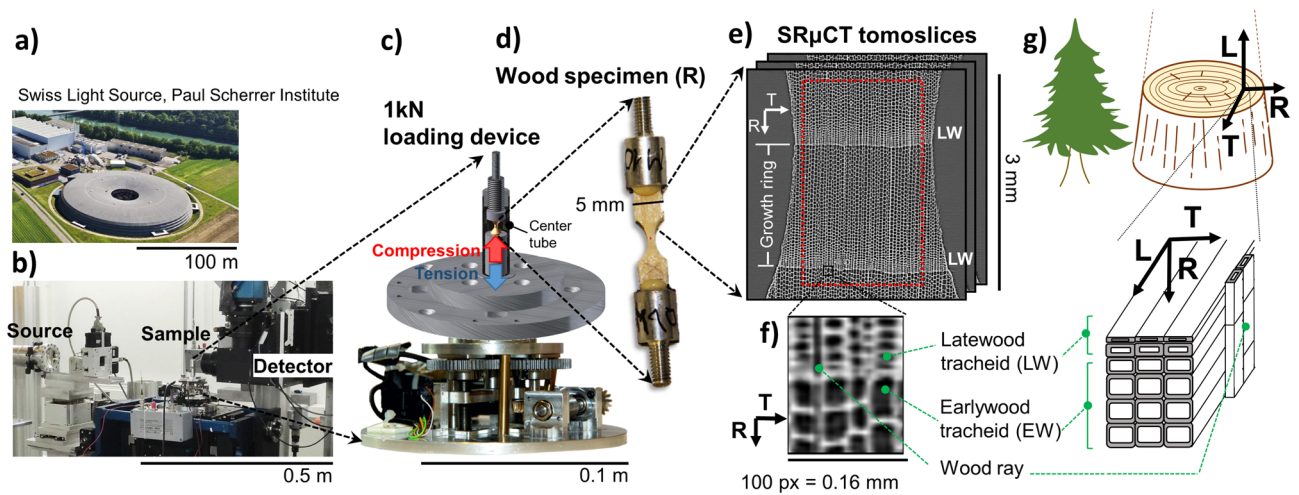 a)
Swiss Light Source, Paul Scherrer Institute
100 m
b)
Source
Sample
Detector
0.5 m
c)
1kN
loading device
Center
tube
Compression
Tension
0.1 m
d)
Wood specimen (R)
5 mm
e)
SRµCT tomoslices
T
R
LW
Growth ring
LW
3 mm
f)
T
R
100 px = 0.16 mm
Latewood
tracheid (LW)
Earlywood
tracheid (EW)
Wood ray
g)
L
R
T
T
L
R